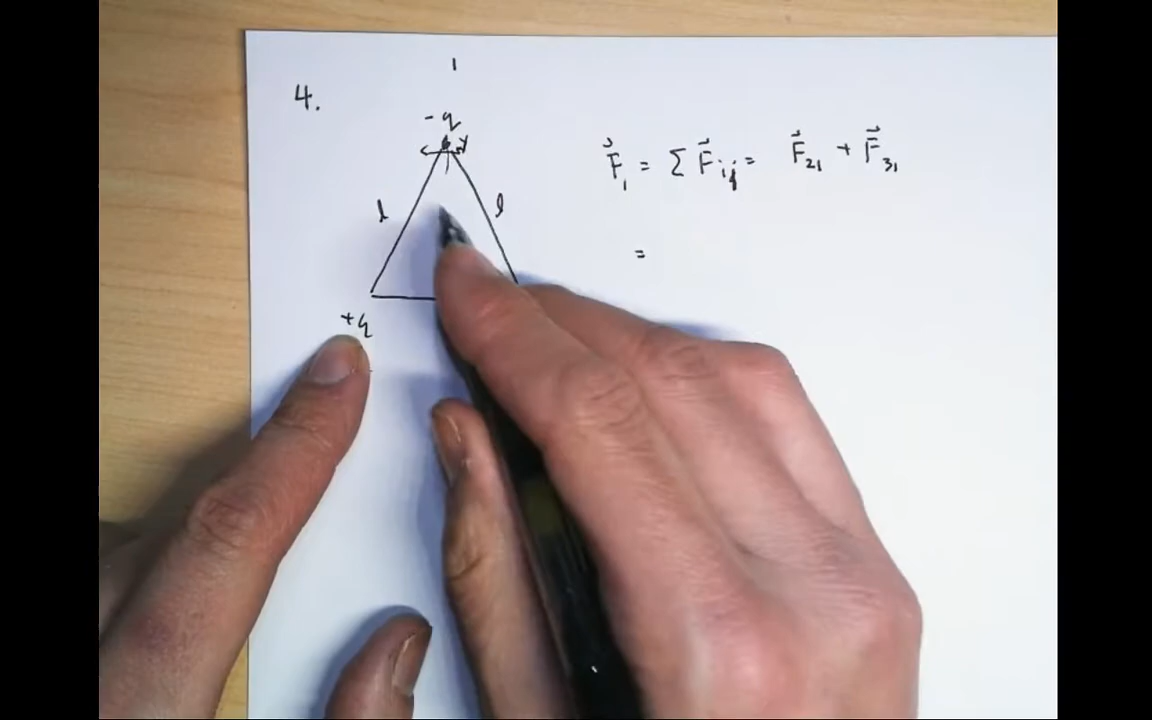 1
4.
-q
F⃗₁ = Σ F⃗ᵢⱼ = F⃗₂₁ + F⃗₃₁
l l
=
+q